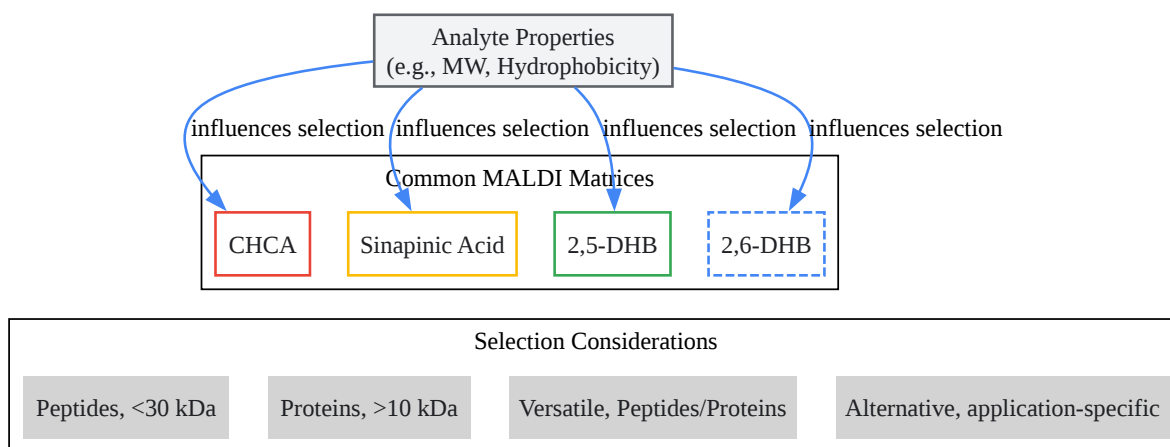 Analyte Properties
(e.g., MW, Hydrophobicity)
influences selection
influences selection
influences selection
influences selection
Common MALDI Matrices
CHCA
Sinapinic Acid
2,5-DHB
2,6-DHB
Selection Considerations
Peptides, <30 kDa
Proteins, >10 kDa
Versatile, Peptides/Proteins
Alternative, application-specific